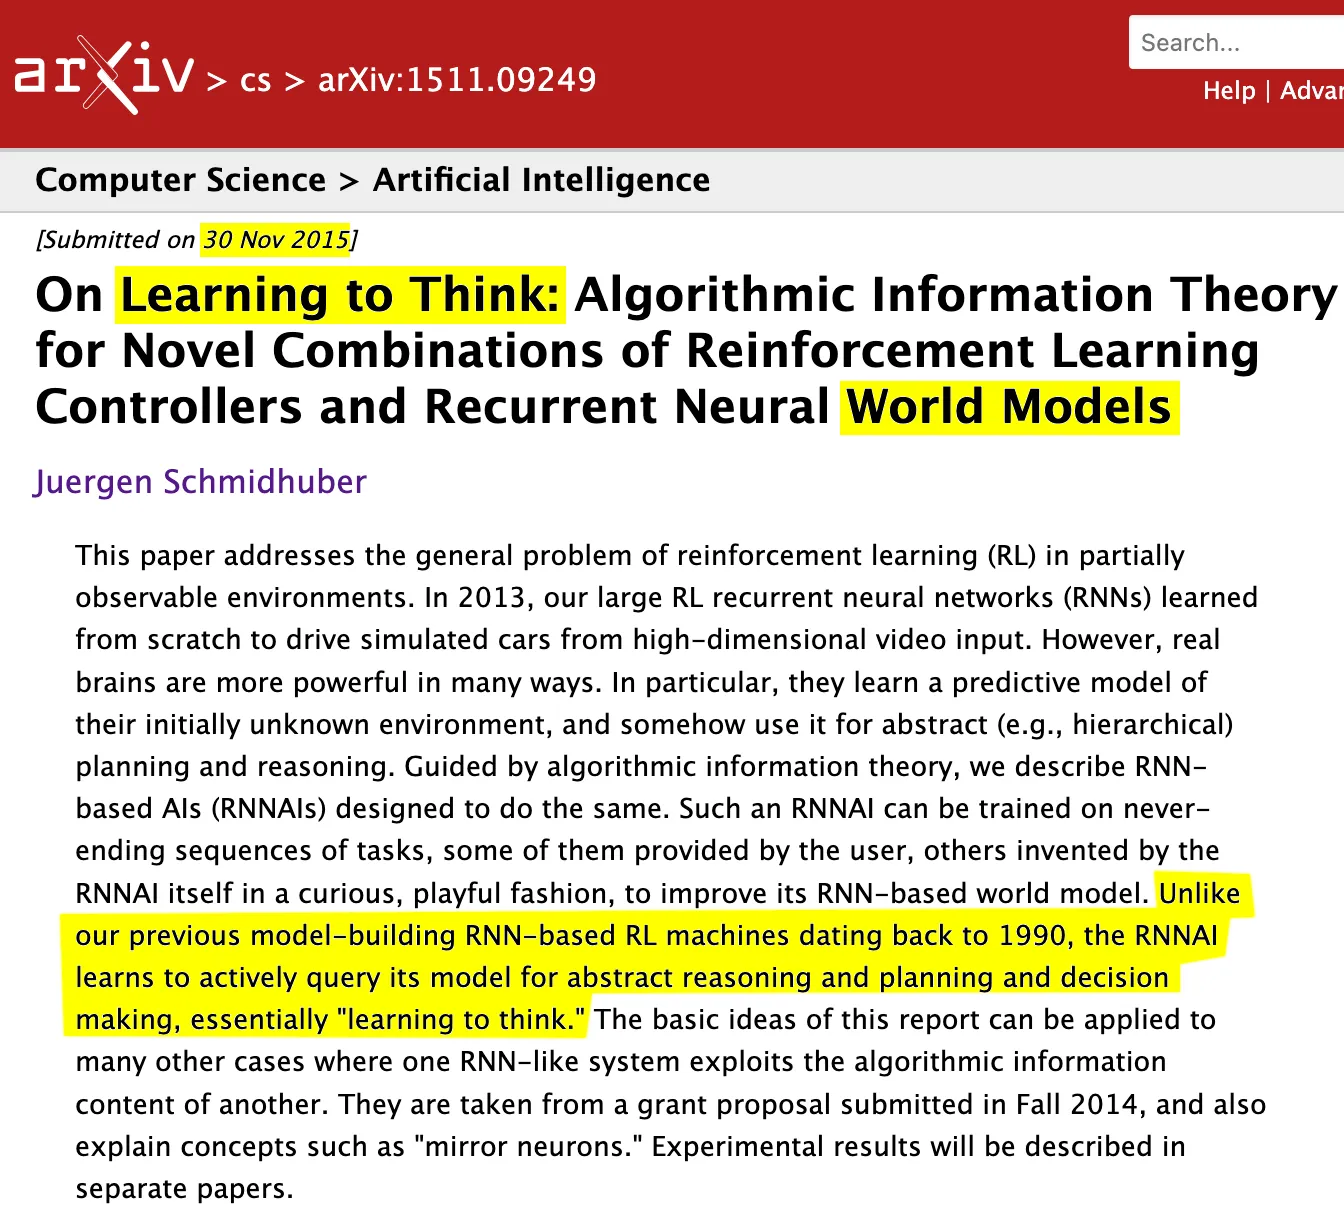 Search...
arXiv > cs > arXiv:1511.09249
Help | Advan
Computer Science > Artificial Intelligence
[Submitted on 30 Nov 2015]
On Learning to Think: Algorithmic Information Theory
for Novel Combinations of Reinforcement Learning
Controllers and Recurrent Neural World Models
Juergen Schmidhuber
This paper addresses the general problem of reinforcement learning (RL) in partially
observable environments. In 2013, our large RL recurrent neural networks (RNNs) learned
from scratch to drive simulated cars from high-dimensional video input. However, real
brains are more powerful in many ways. In particular, they learn a predictive model of
their initially unknown environment, and somehow use it for abstract (e.g., hierarchical)
planning and reasoning. Guided by algorithmic information theory, we describe RNN-
based AIs (RNNAIs) designed to do the same. Such an RNNAI can be trained on never-
ending sequences of tasks, some of them provided by the user, others invented by the
RNNAI itself in a curious, playful fashion, to improve its RNN-based world model. Unlike
our previous model-building RNN-based RL machines dating back to 1990, the RNNAI
learns to actively query its model for abstract reasoning and planning and decision
making, essentially "learning to think." The basic ideas of this report can be applied to
many other cases where one RNN-like system exploits the algorithmic information
content of another. They are taken from a grant proposal submitted in Fall 2014, and also
explain concepts such as "mirror neurons." Experimental results will be described in
separate papers.